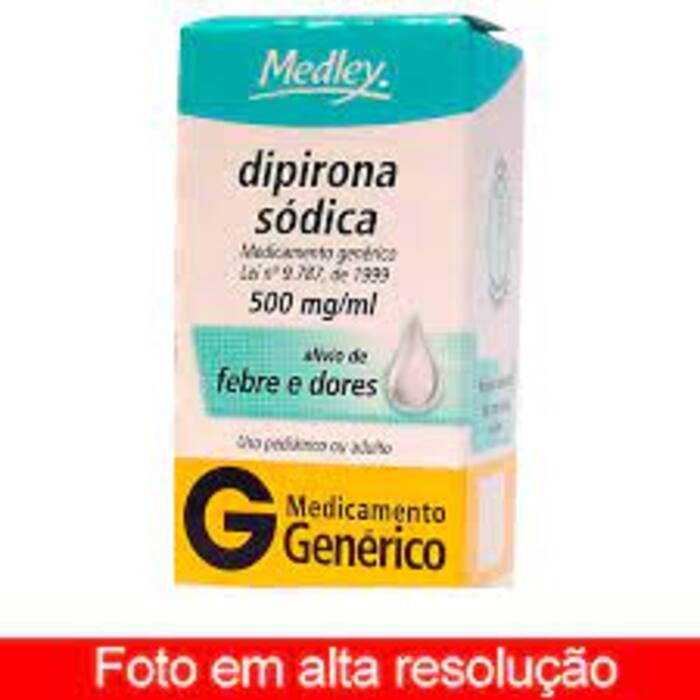 Medley.
dipirona
sódica
Medicamento genérico
Lei nº 9.787, de 1999
500 mg/ml
alívio de
febre e dores
Uso pediátrico ou adulto
G Medicamento
Genérico
Foto em alta resolução